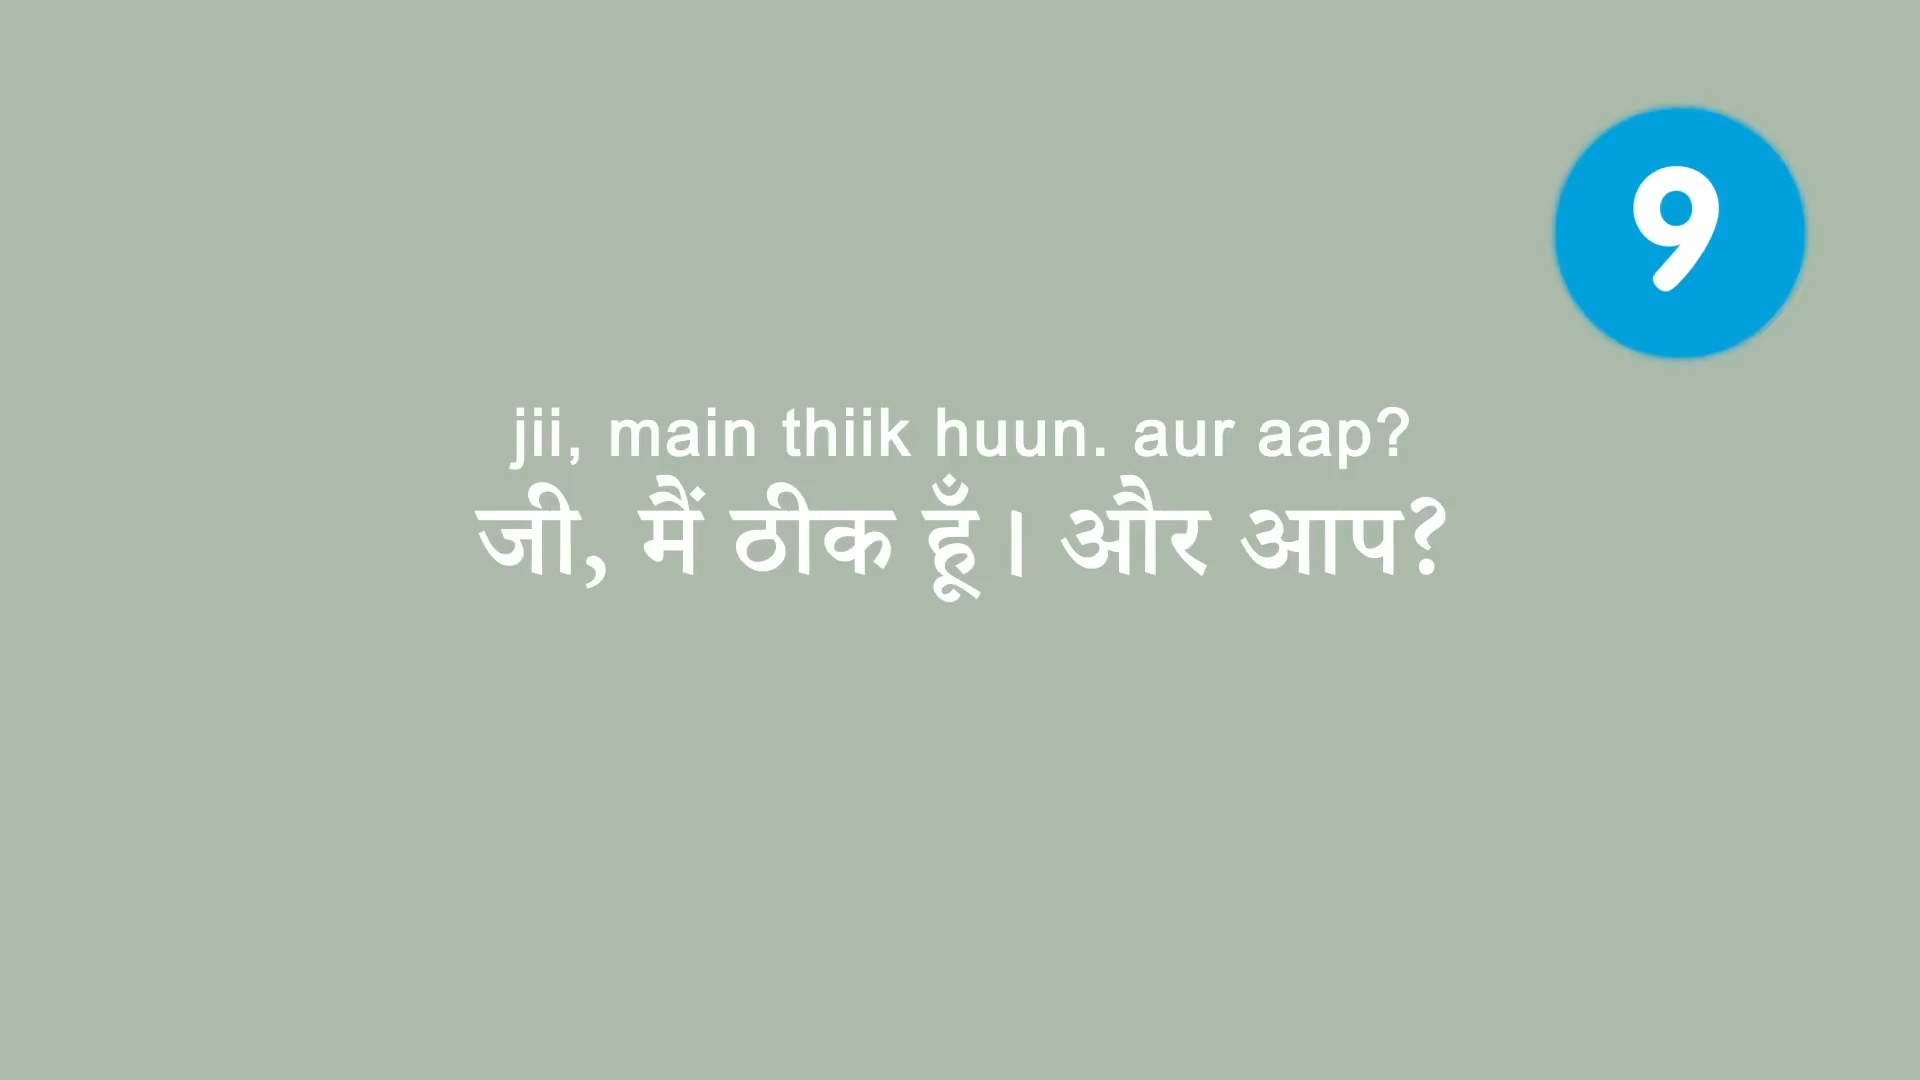 9
jii, main thiik huun. aur aap?
जी, मैं ठीक हूँ। और आप?